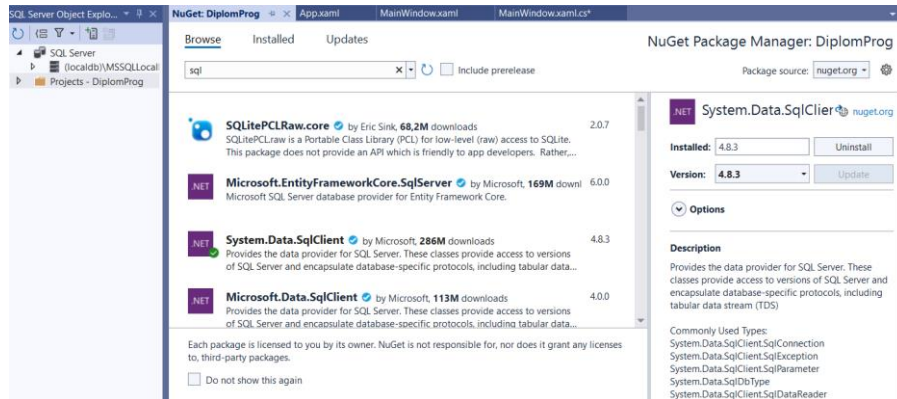 SQL Server Object Explo...
NuGet: DiplomProg
App.xaml
MainWindow.xaml
MainWindow.xaml.cs*
SQL Server
(localdb)\MSSQLLocal
Projects - DiplomProg
Browse
Installed
Updates
NuGet Package Manager: DiplomProg
sql
Include prerelease
Package source:
nuget.org
SQLitePCLRaw.core by Eric Sink, 68,2M downloads
2.0.7
SQLitePCL.raw is a Portable Class Library (PCL) for low-level (raw) access to SQLite.
This package does not provide an API which is friendly to app developers. Rather,...
.NET
Microsoft.EntityFrameworkCore.SqlServer by Microsoft, 169M downl
6.0.0
Microsoft SQL Server database provider for Entity Framework Core.
.NET
System.Data.SqlClient by Microsoft, 286M downloads
4.8.3
Provides the data provider for SQL Server. These classes provide access to versions
of SQL Server and encapsulate database-specific protocols, including tabular data...
.NET
Microsoft.Data.SqlClient by Microsoft, 113M downloads
4.0.0
Provides the data provider for SQL Server. These classes provide access to versions
of SQL Server and encapsulate database-specific protocols, including tabular data...
Each package is licensed to you by its owner. NuGet is not responsible for, nor does it grant any licenses
to, third-party packages.
Do not show this again
.NET
System.Data.SqlClier
nuget.org
Installed:
4.8.3
Uninstall
Version:
4.8.3
Update
Options
Description
Provides the data provider for SQL Server. These
classes provide access to versions of SQL Server and
encapsulate database-specific protocols, including
tabular data stream (TDS)
Commonly Used Types:
System.Data.SqlClient.SqlConnection
System.Data.SqlClient.SqlException
System.Data.SqlClient.SqlParameter
System.Data.SqlDbType
System.Data.SqlClient.SqlDataReader